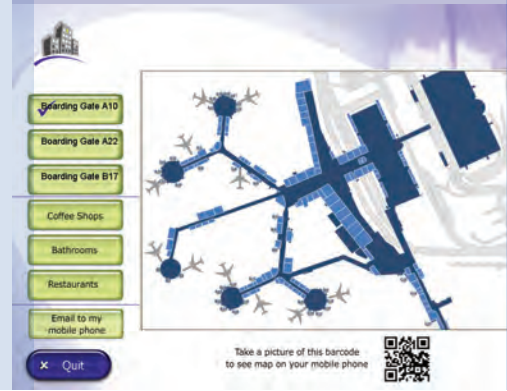 Boarding Gate A10
Boarding Gate A22
Boarding Gate B17
Coffee Shops
Bathrooms
Restaurants
Email to my
mobile phone
× Quit
Take a picture of this barcode
to see map on your mobile phone